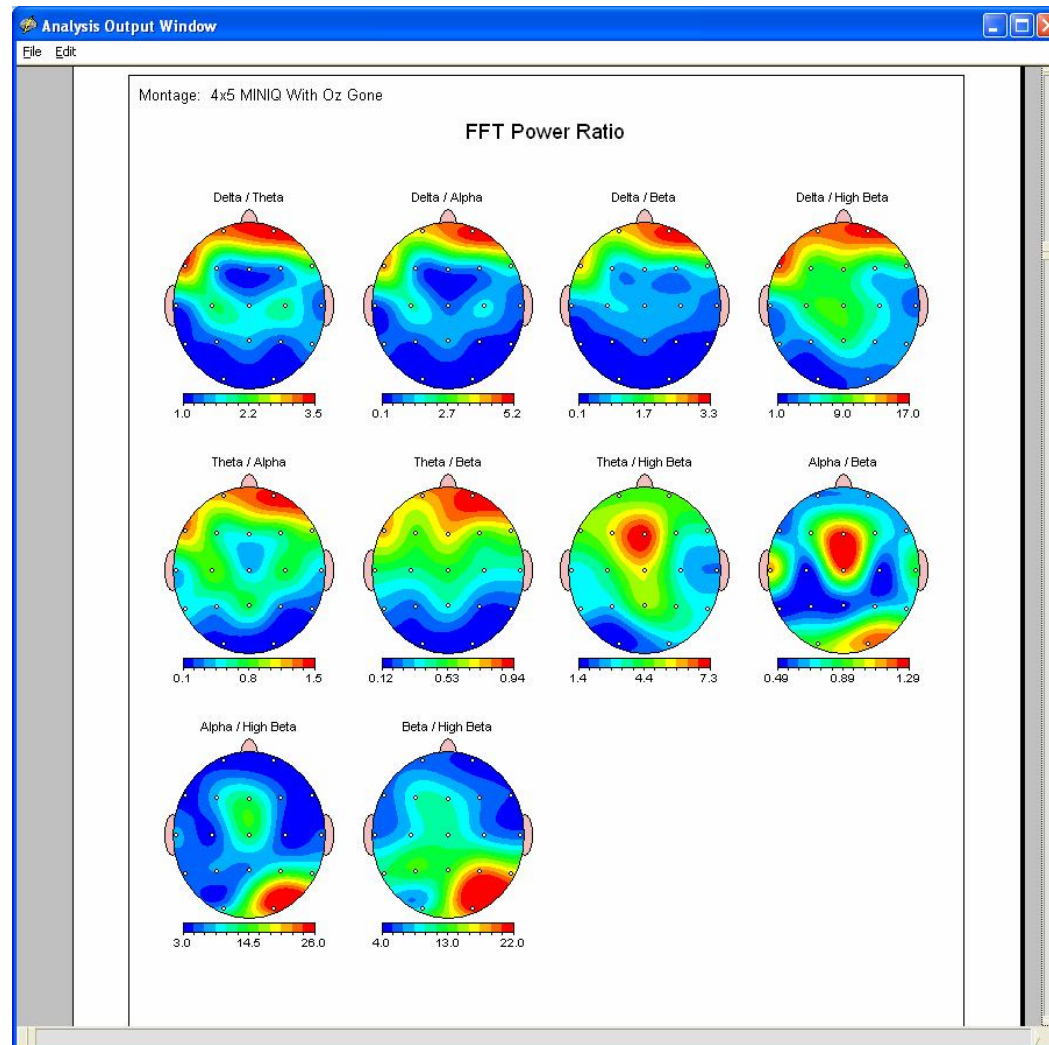 Analysis Output Window
File Edit
Montage: 4x5 MINIQ With Oz Gone
FFT Power Ratio
Delta / Theta Delta / Alpha Delta / Beta Delta / High Beta
1.0 2.2 3.5 0.1 2.7 5.2 0.1 1.7 3.3 1.0 9.0 17.0
Theta / Alpha Theta / Beta Theta / High Beta Alpha / Beta
0.1 0.8 1.5 0.12 0.53 0.94 1.4 4.4 7.3 0.49 0.89 1.29
Alpha / High Beta Beta / High Beta
3.0 14.5 26.0 4.0 13.0 22.0